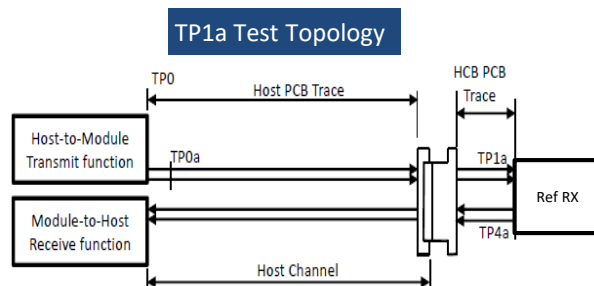 TP1a Test Topology
TP0
Host PCB Trace
HCB PCB
Trace
Host-to-Module
Transmit function
TP0a
TP1a
Ref RX
Module-to-Host
Receive function
TP4a
Host Channel